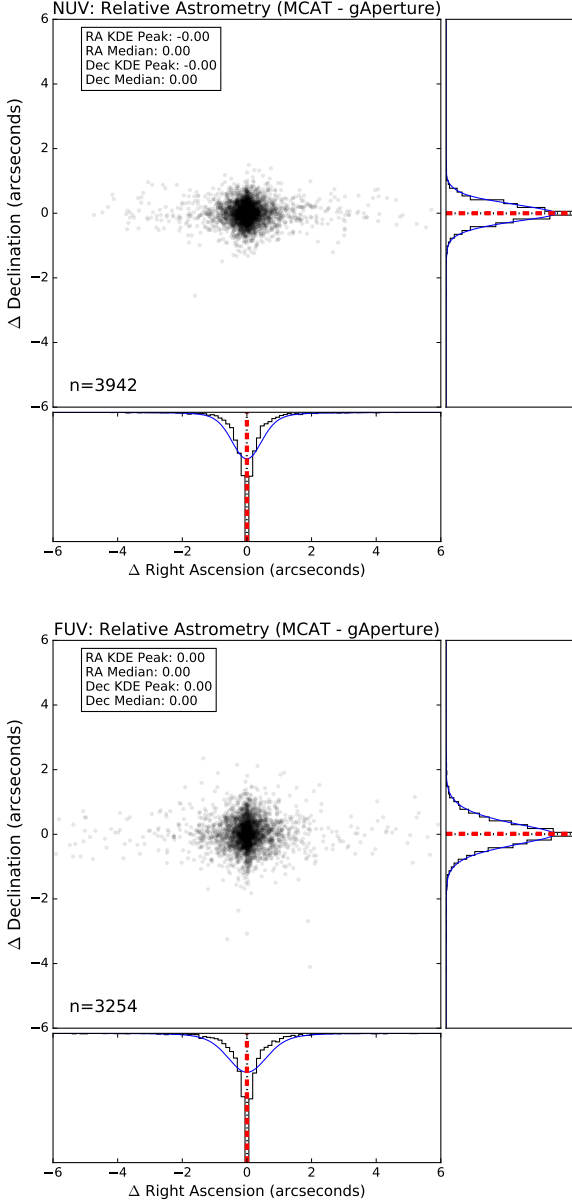 NUV: Relative Astrometry (MCAT - gAperture)
RA KDE Peak: -0.00
RA Median: 0.00
Dec KDE Peak: -0.00
Dec Median: 0.00
6
4
2
0
−2
−4
−6
Δ Declination (arcseconds)
n=3942
−6 −4 −2 0 2 4 6
Δ Right Ascension (arcseconds)
FUV: Relative Astrometry (MCAT - gAperture)
RA KDE Peak: 0.00
RA Median: 0.00
Dec KDE Peak: 0.00
Dec Median: 0.00
6
4
2
0
−2
−4
−6
Δ Declination (arcseconds)
n=3254
−6 −4 −2 0 2 4 6
Δ Right Ascension (arcseconds)